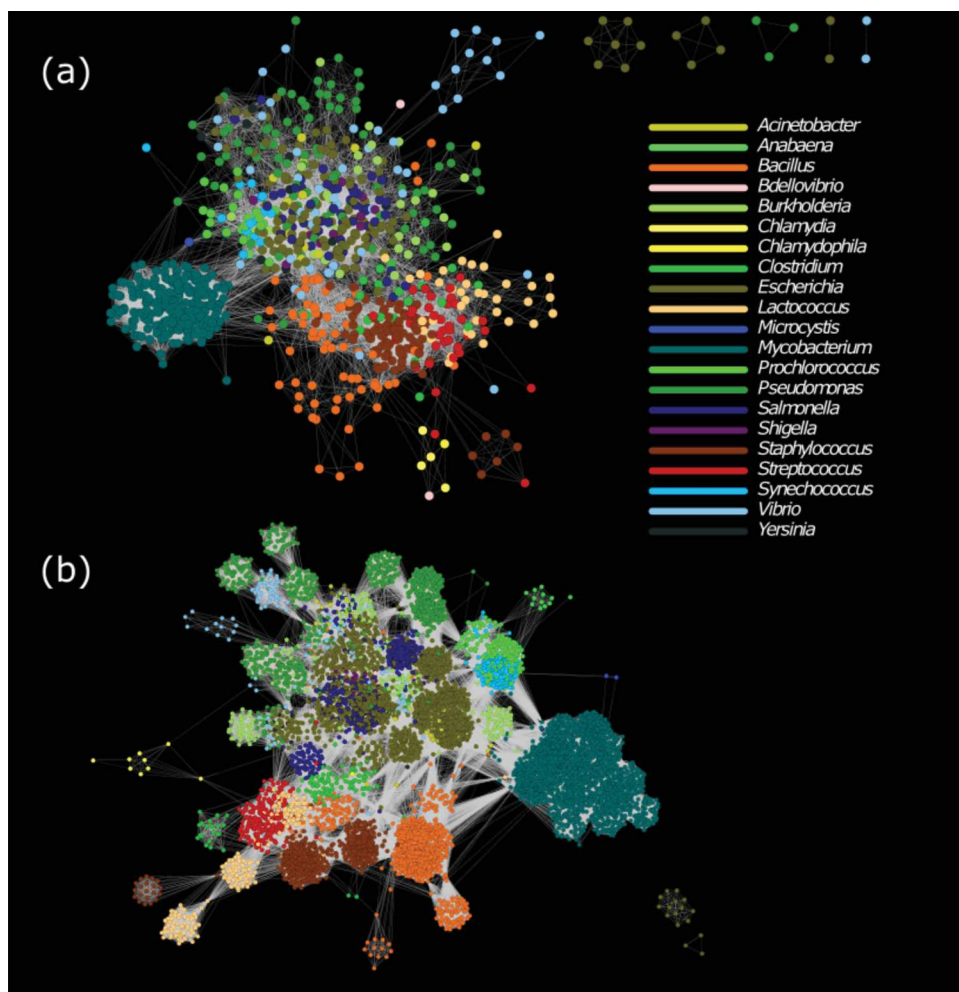 (a)
Acinetobacter
Anabaena
Bacillus
Bdellovibrio
Burkholderia
Chlamydia
Chlamydophila
Clostridium
Escherichia
Lactococcus
Microcystis
Mycobacterium
Prochlorococcus
Pseudomonas
Salmonella
Shigella
Staphylococcus
Streptococcus
Synechococcus
Vibrio
Yersinia
(b)